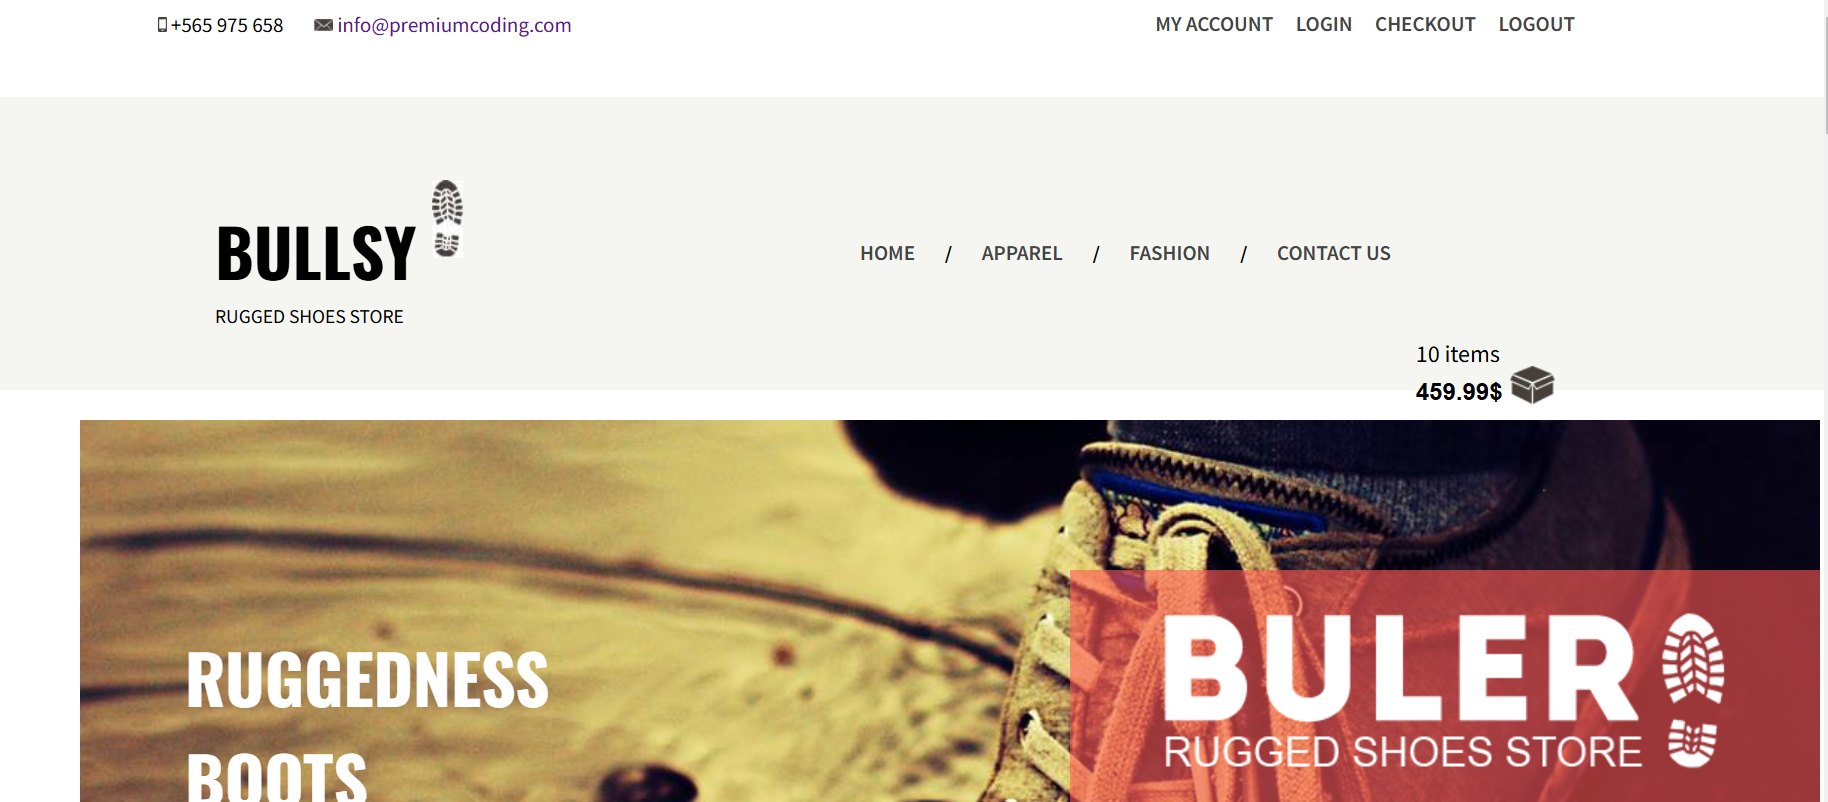 +565 975 658 info@premiumcoding.com MY ACCOUNT LOGIN CHECKOUT LOGOUT
BULLSY
RUGGED SHOES STORE
HOME / APPAREL / FASHION / CONTACT US
10 items
459.99$
RUGGEDNESS
BOOTS
BULER
RUGGED SHOES STORE